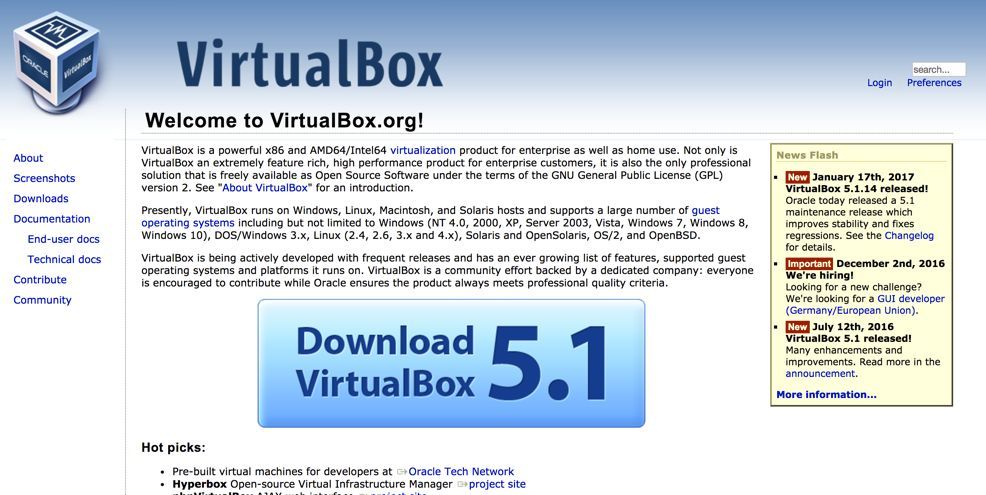 ORACLE
VirtualBox
VirtualBox
search...
Login Preferences
Welcome to VirtualBox.org!
About
Screenshots
Downloads
Documentation
End-user docs
Technical docs
Contribute
Community
VirtualBox is a powerful x86 and AMD64/Intel64 virtualization product for enterprise as well as home use. Not only is
VirtualBox an extremely feature rich, high performance product for enterprise customers, it is also the only professional
solution that is freely available as Open Source Software under the terms of the GNU General Public License (GPL)
version 2. See "About VirtualBox" for an introduction.
Presently, VirtualBox runs on Windows, Linux, Macintosh, and Solaris hosts and supports a large number of guest
operating systems including but not limited to Windows (NT 4.0, 2000, XP, Server 2003, Vista, Windows 7, Windows 8,
Windows 10), DOS/Windows 3.x, Linux (2.4, 2.6, 3.x and 4.x), Solaris and OpenSolaris, OS/2, and OpenBSD.
VirtualBox is being actively developed with frequent releases and has an ever growing list of features, supported guest
operating systems and platforms it runs on. VirtualBox is a community effort backed by a dedicated company: everyone
is encouraged to contribute while Oracle ensures the product always meets professional quality criteria.
Download
VirtualBox 5.1
Hot picks:
• Pre-built virtual machines for developers at Oracle Tech Network
• Hyperbox Open-source Virtual Infrastructure Manager project site
News Flash
New January 17th, 2017
VirtualBox 5.1.14 released!
Oracle today released a 5.1
maintenance release which
improves stability and fixes
regressions. See the Changelog
for details.
Important December 2nd, 2016
We're hiring!
Looking for a new challenge?
We're looking for a GUI developer
(Germany/European Union).
New July 12th, 2016
VirtualBox 5.1 released!
Many enhancements and
improvements. Read more in the
announcement.
More information...